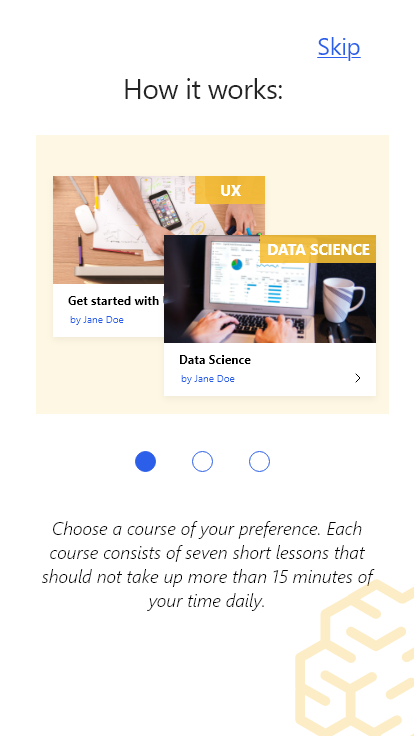 Skip
How it works:
UX
DATA SCIENCE
Get started with
by Jane Doe
Data Science
by Jane Doe
Choose a course of your preference. Each
course consists of seven short lessons that
should not take up more than 15 minutes of
your time daily.